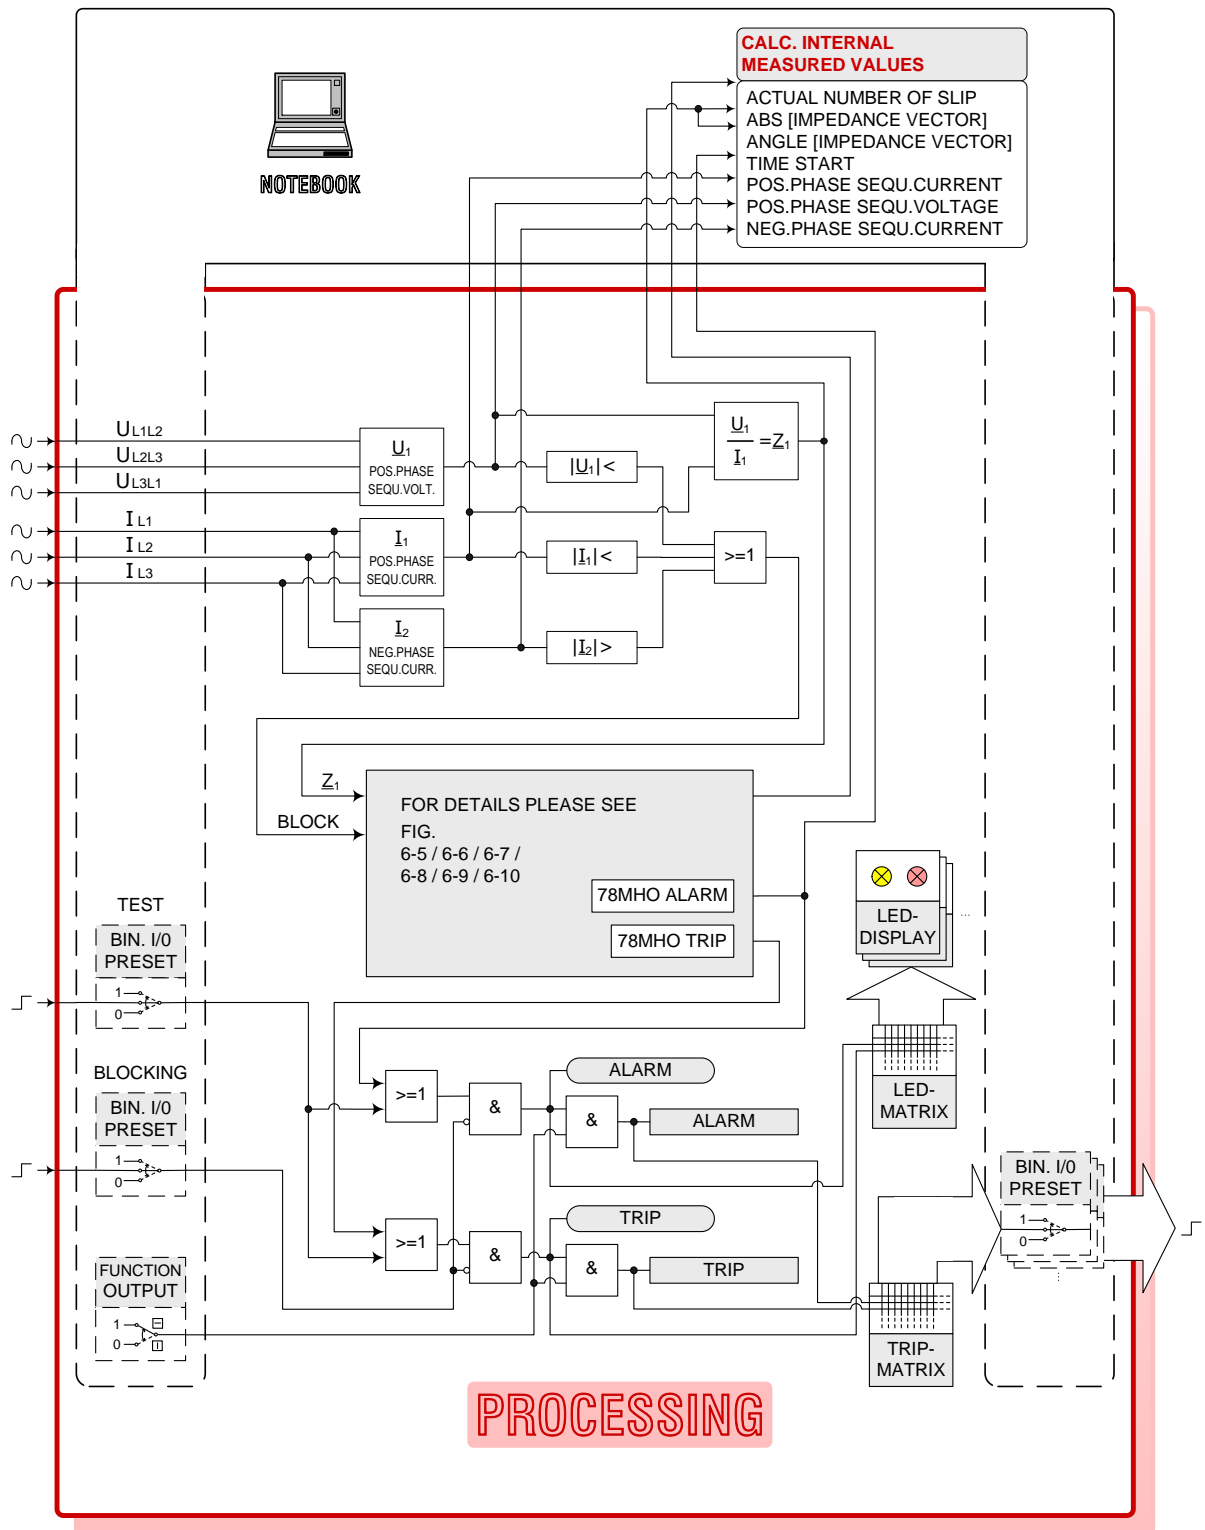 CALC. INTERNAL
MEASURED VALUES
ACTUAL NUMBER OF SLIP
ABS [IMPEDANCE VECTOR]
ANGLE [IMPEDANCE VECTOR]
TIME START
POS.PHASE SEQU.CURRENT
POS.PHASE SEQU.VOLTAGE
NEG.PHASE SEQU.CURRENT
NOTEBOOK
UL1L2
UL2L3
UL3L1
IL1
IL2
IL3
U1
POS.PHASE
SEQU.VOLT.
I1
POS.PHASE
SEQU.CURR.
I2
NEG.PHASE
SEQU.CURR.
|U1|<
|I1|<
|I2|>
U1
I1
=Z1
>=1
Z1
BLOCK
FOR DETAILS PLEASE SEE
FIG.
6-5 / 6-6 / 6-7 /
6-8 / 6-9 / 6-10
78MHO ALARM
78MHO TRIP
LED-
DISPLAY
...
TEST
BIN. I/0
PRESET
1
0
BLOCKING
BIN. I/0
PRESET
1
0
FUNCTION
OUTPUT
1
0
>=1
&
&
ALARM
ALARM
>=1
&
&
TRIP
TRIP
LED-
MATRIX
TRIP-
MATRIX
BIN. I/0
PRESET
1
0
...
PROCESSING